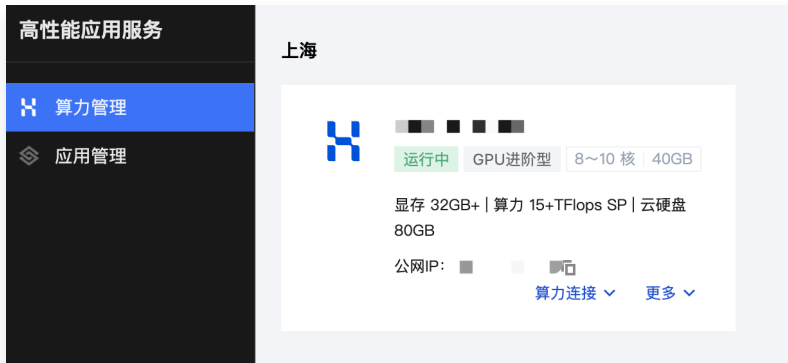 高性能应用服务
算力管理
应用管理
上海
运行中 GPU进阶型 8～10 核 40GB
显存 32GB+ | 算力 15+TFlops SP | 云硬盘
80GB
公网IP：
算力连接 更多